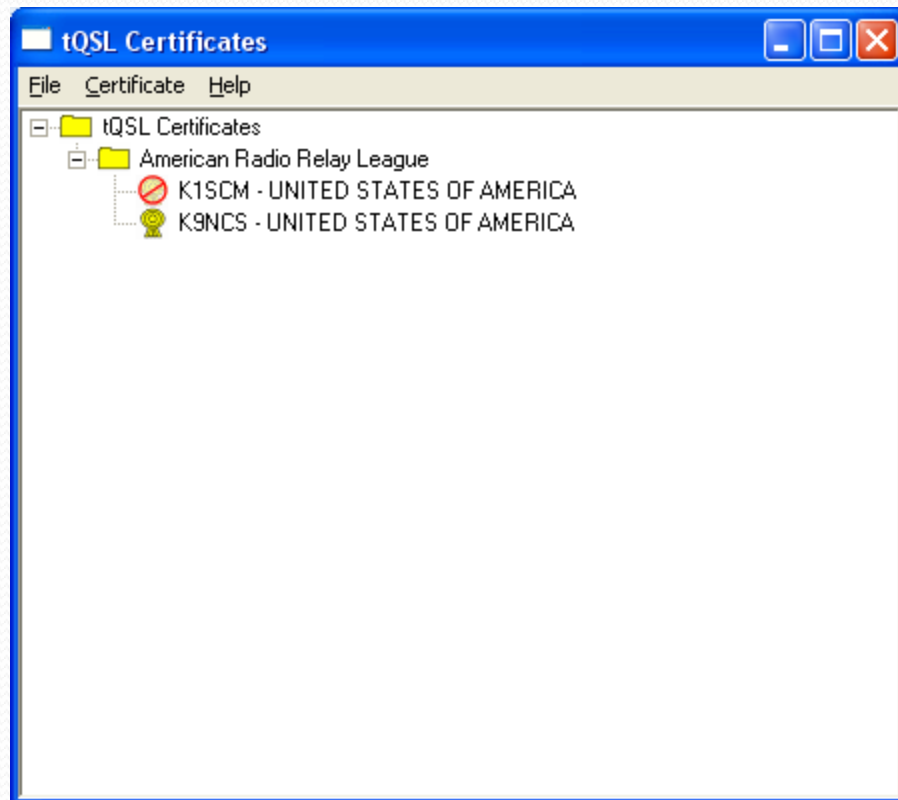 tQSL Certificates
File Certificate Help
tQSL Certificates
American Radio Relay League
K1SCM - UNITED STATES OF AMERICA
K9NCS - UNITED STATES OF AMERICA